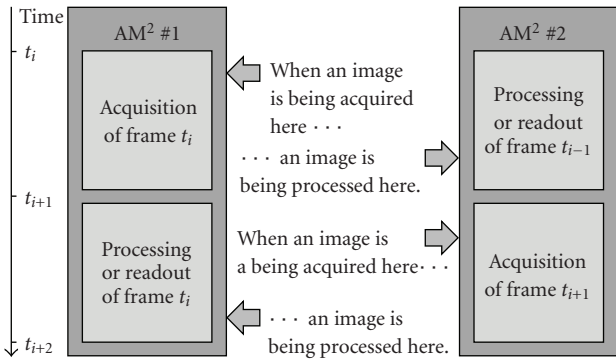 Time
t_i
t_{i+1}
t_{i+2}
AM² #1
Acquisition
of frame t_i
Processing
or readout
of frame t_i
When an image
is being acquired
here · · ·
· · · an image is
being processed here.
When an image is
a being acquired here · · ·
· · · an image is
being processed here.
AM² #2
Processing
or readout
of frame t_{i−1}
Acquisition
of frame t_{i+1}